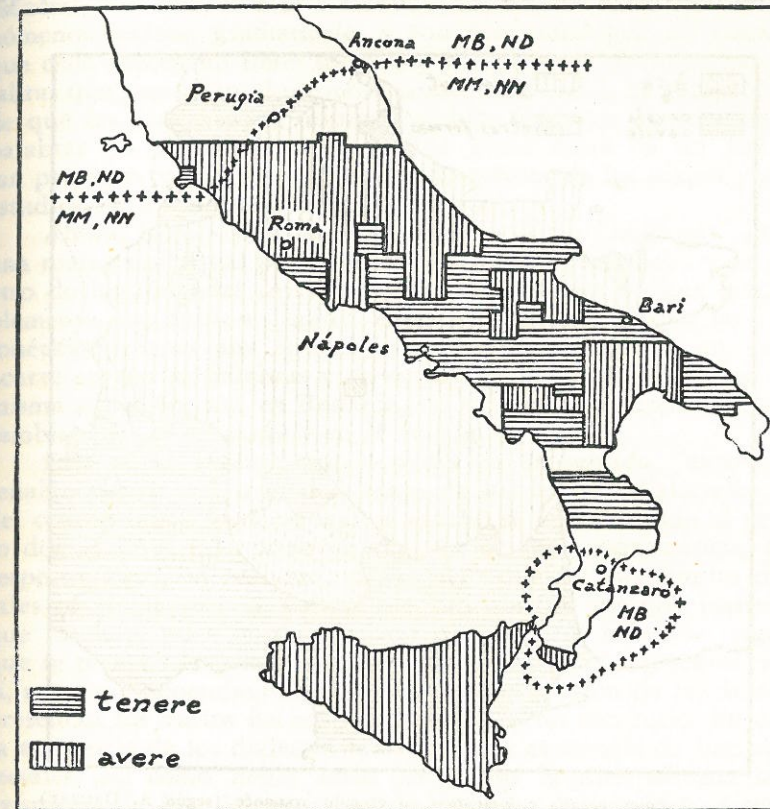 Ancona
MB, ND
MM, NN
Perugia
MB, ND
MM, NN
Roma
Bari
Nápoles
Catanzaro
MB
ND
tenere
avere